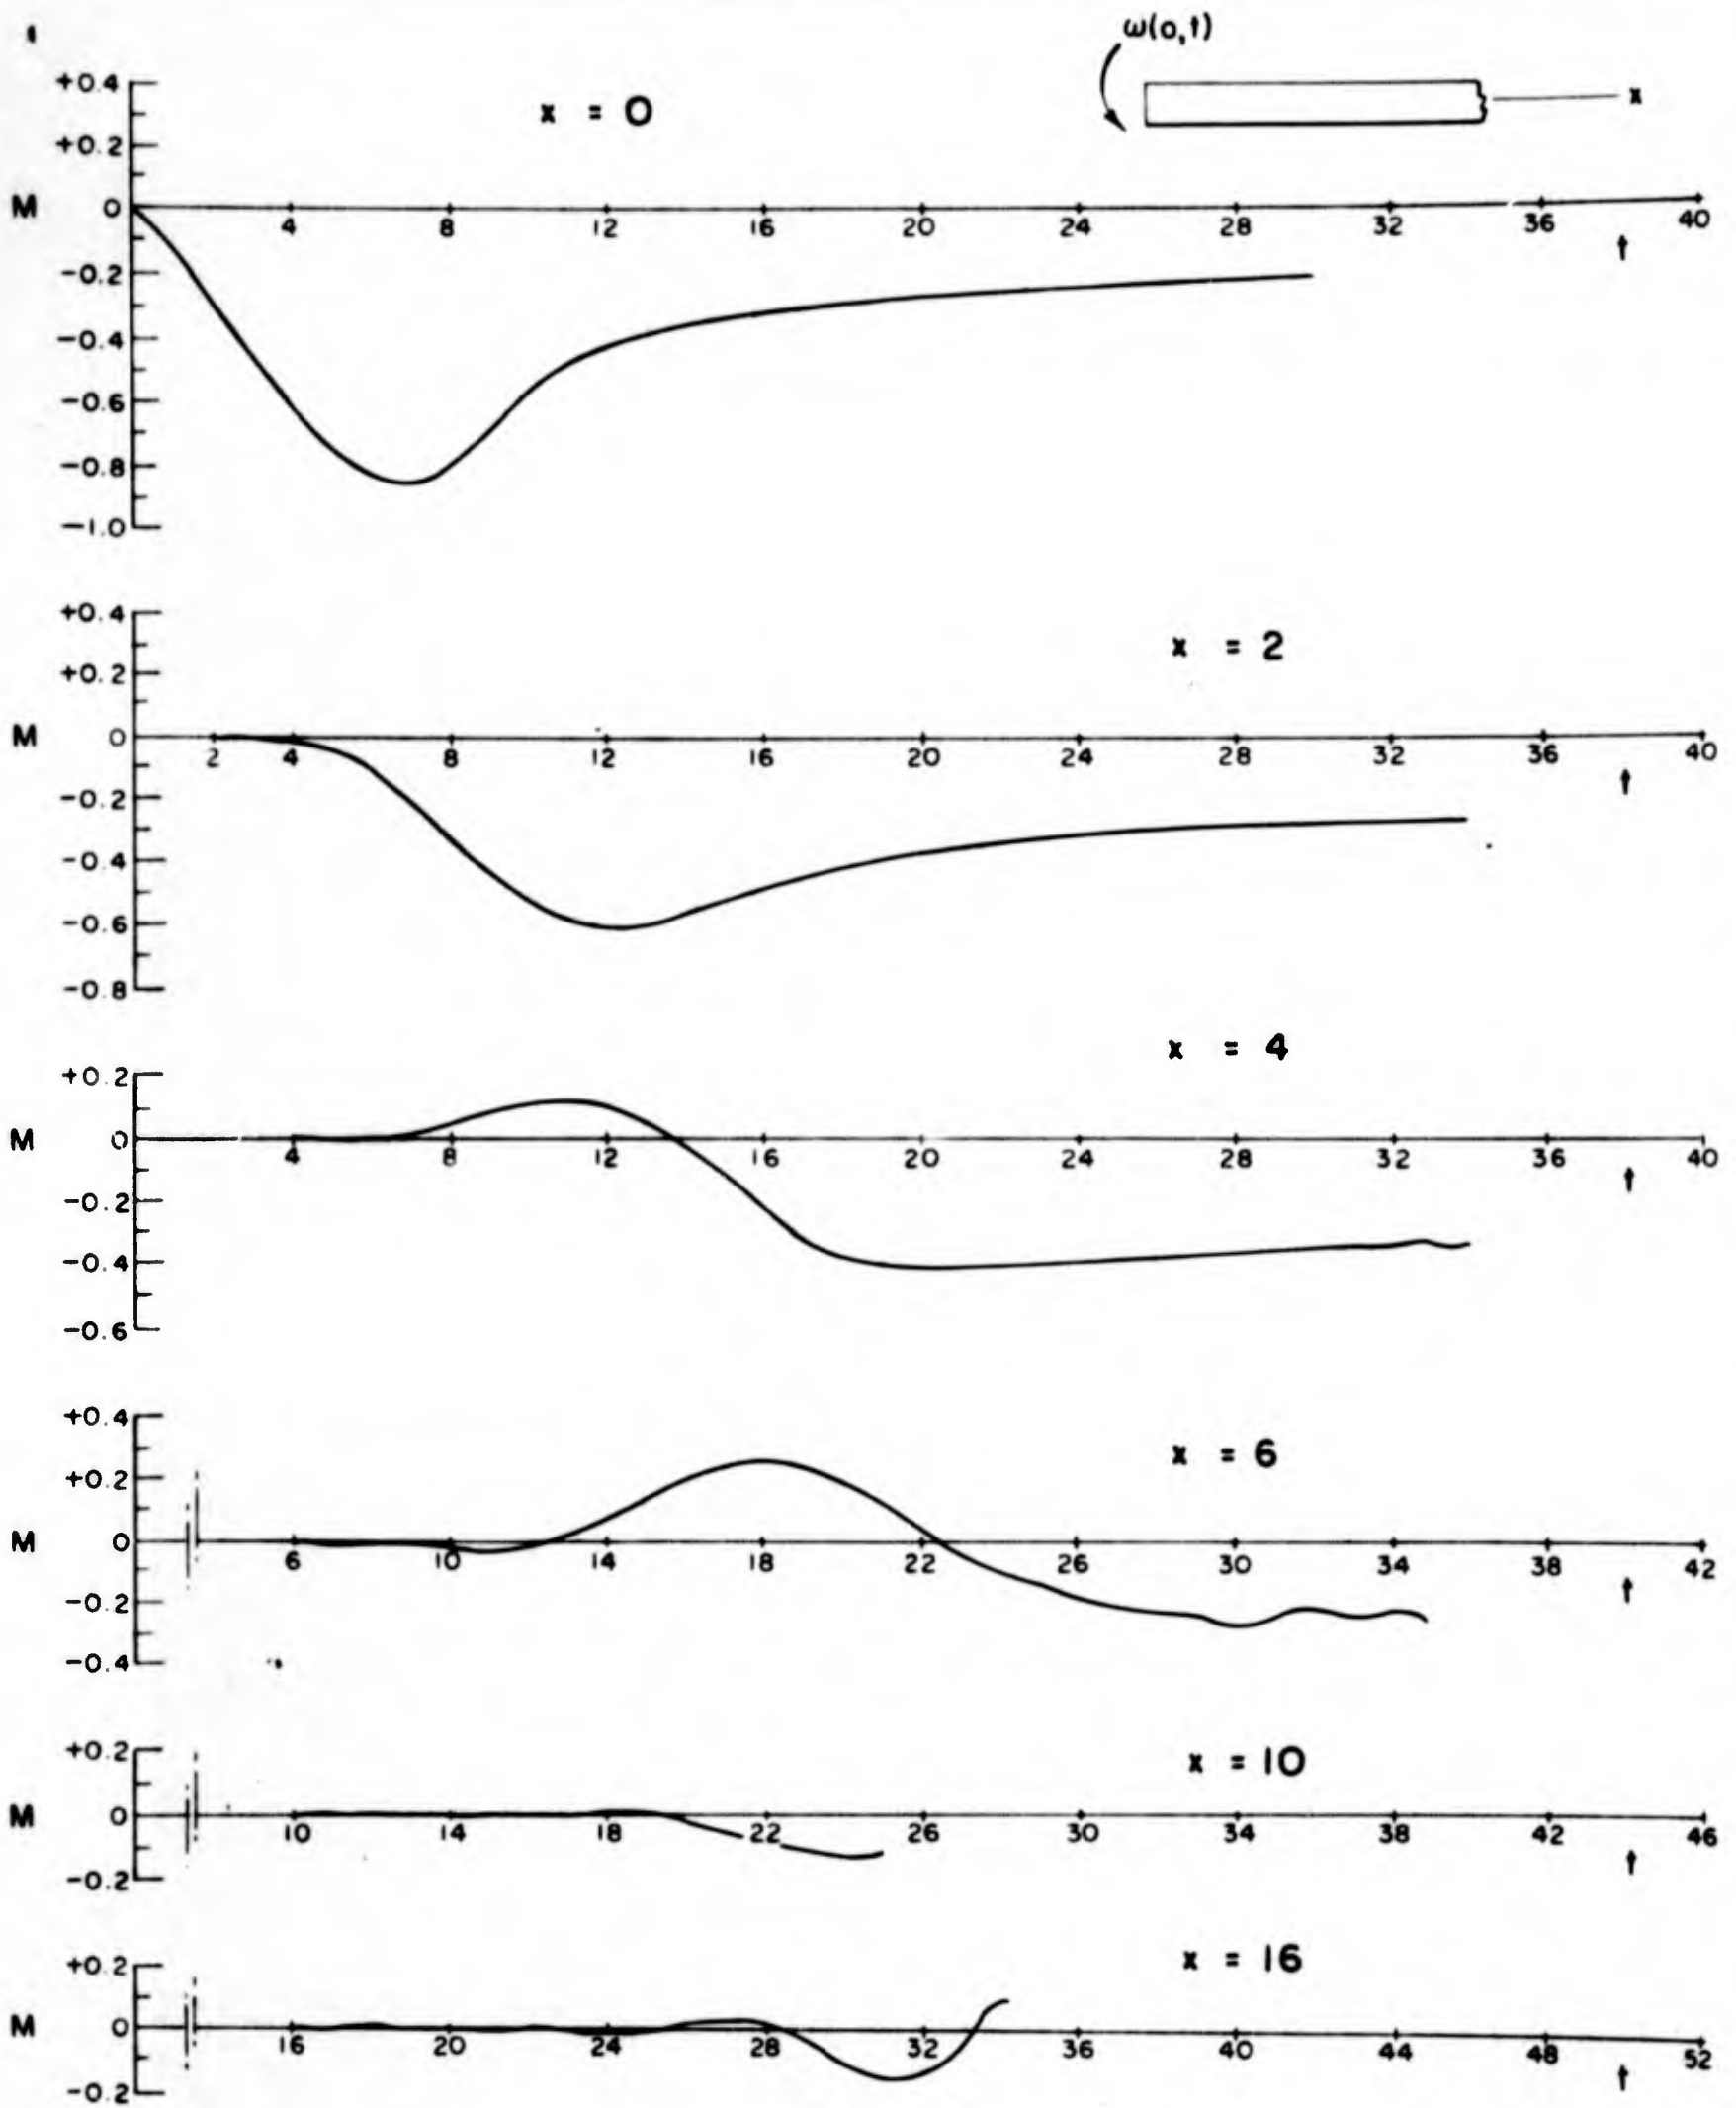 ω(0,t)
+0.4
x = 0
x
+0.2
M 0
4 8 12 16 20 24 28 32 36 40
t
-0.2
-0.4
-0.6
-0.8
-1.0
+0.4
x = 2
+0.2
M 0
2 4 8 12 16 20 24 28 32 36 40
t
-0.2
-0.4
-0.6
-0.8
x = 4
+0.2
M 0
4 8 12 16 20 24 28 32 36 40
t
-0.2
-0.4
-0.6
+0.4
x = 6
+0.2
M 0
6 10 14 18 22 26 30 34 38 42
t
-0.2
-0.4
+0.2
x = 10
M 0
10 14 18 22 26 30 34 38 42 46
t
-0.2
+0.2
x = 16
M 0
16 20 24 28 32 36 40 44 48 52
t
-0.2